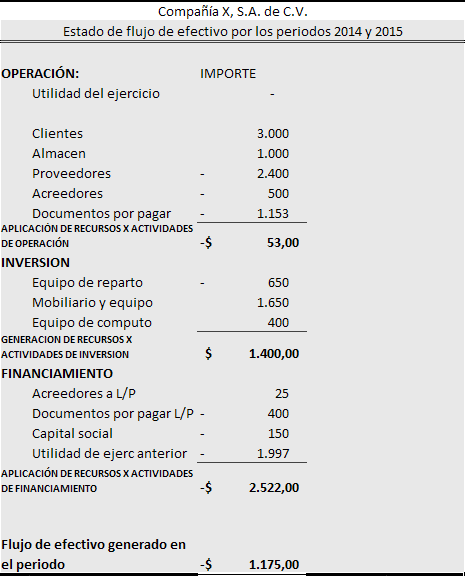 Compañía X, S.A. de C.V.
Estado de flujo de efectivo por los periodos 2014 y 2015
OPERACIÓN: IMPORTE
Utilidad del ejercicio -
Clientes 3.000
Almacen 1.000
Proveedores - 2.400
Acreedores - 500
Documentos por pagar - 1.153
APLICACIÓN DE RECURSOS X ACTIVIDADES
DE OPERACIÓN -$ 53,00
INVERSION
Equipo de reparto - 650
Mobiliario y equipo 1.650
Equipo de computo 400
GENERACION DE RECURSOS X
ACTIVIDADES DE INVERSION $ 1.400,00
FINANCIAMIENTO
Acreedores a L/P 25
Documentos por pagar L/P - 400
Capital social - 150
Utilidad de ejerc anterior - 1.997
APLICACIÓN DE RECURSOS X ACTIVIDADES
DE FINANCIAMIENTO -$ 2.522,00
Flujo de efectivo generado en
el periodo -$ 1.175,00